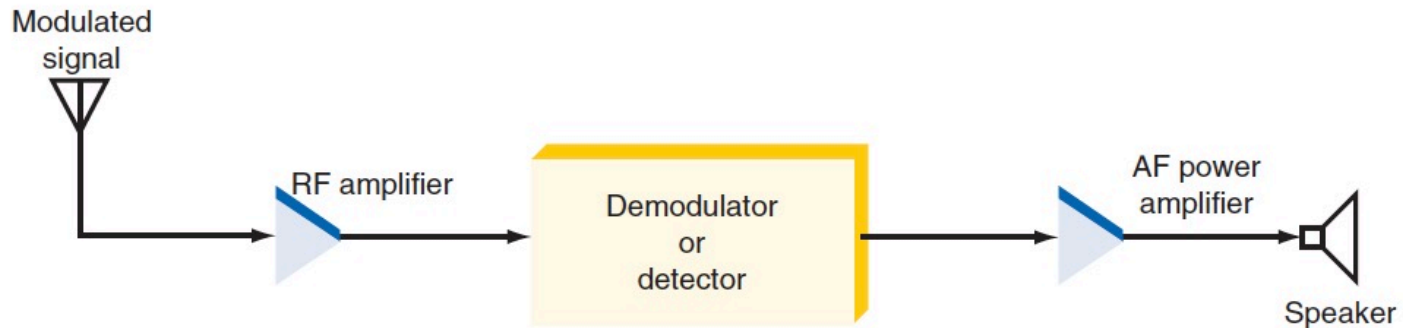 Modulated
signal
RF amplifier
Demodulator
or
detector
AF power
amplifier
Speaker